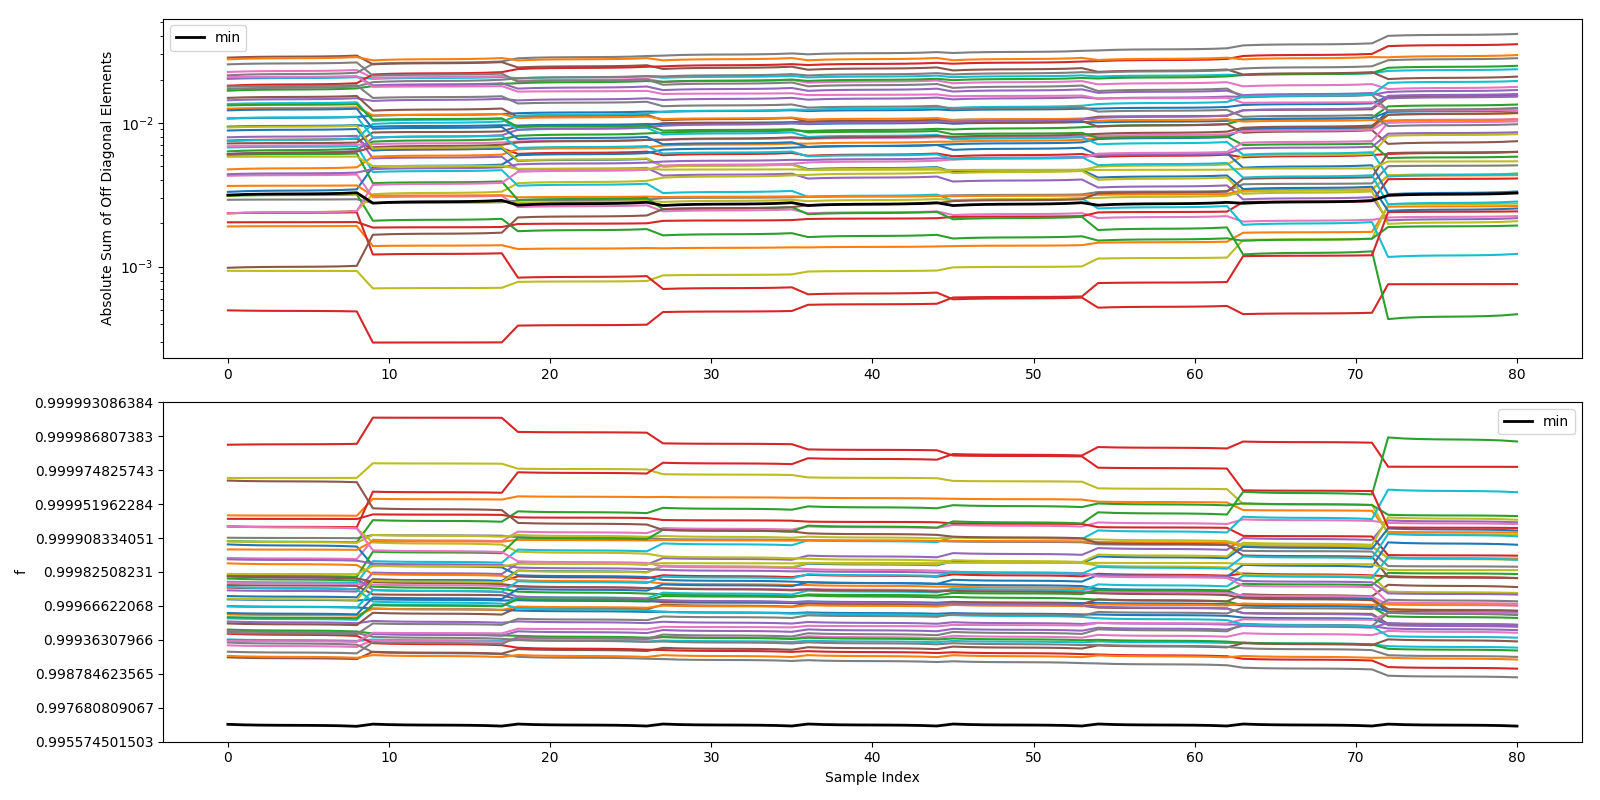 min
Absolute Sum of Off Diagonal Elements
10⁻²
10⁻³
0 10 20 30 40 50 60 70 80
min
f
0.999993086384
0.999986807383
0.999974825743
0.999951962284
0.999908334051
0.99982508231
0.99966622068
0.99936307966
0.998784623565
0.997680809067
0.995574501503
0 10 20 30 40 50 60 70 80
Sample Index